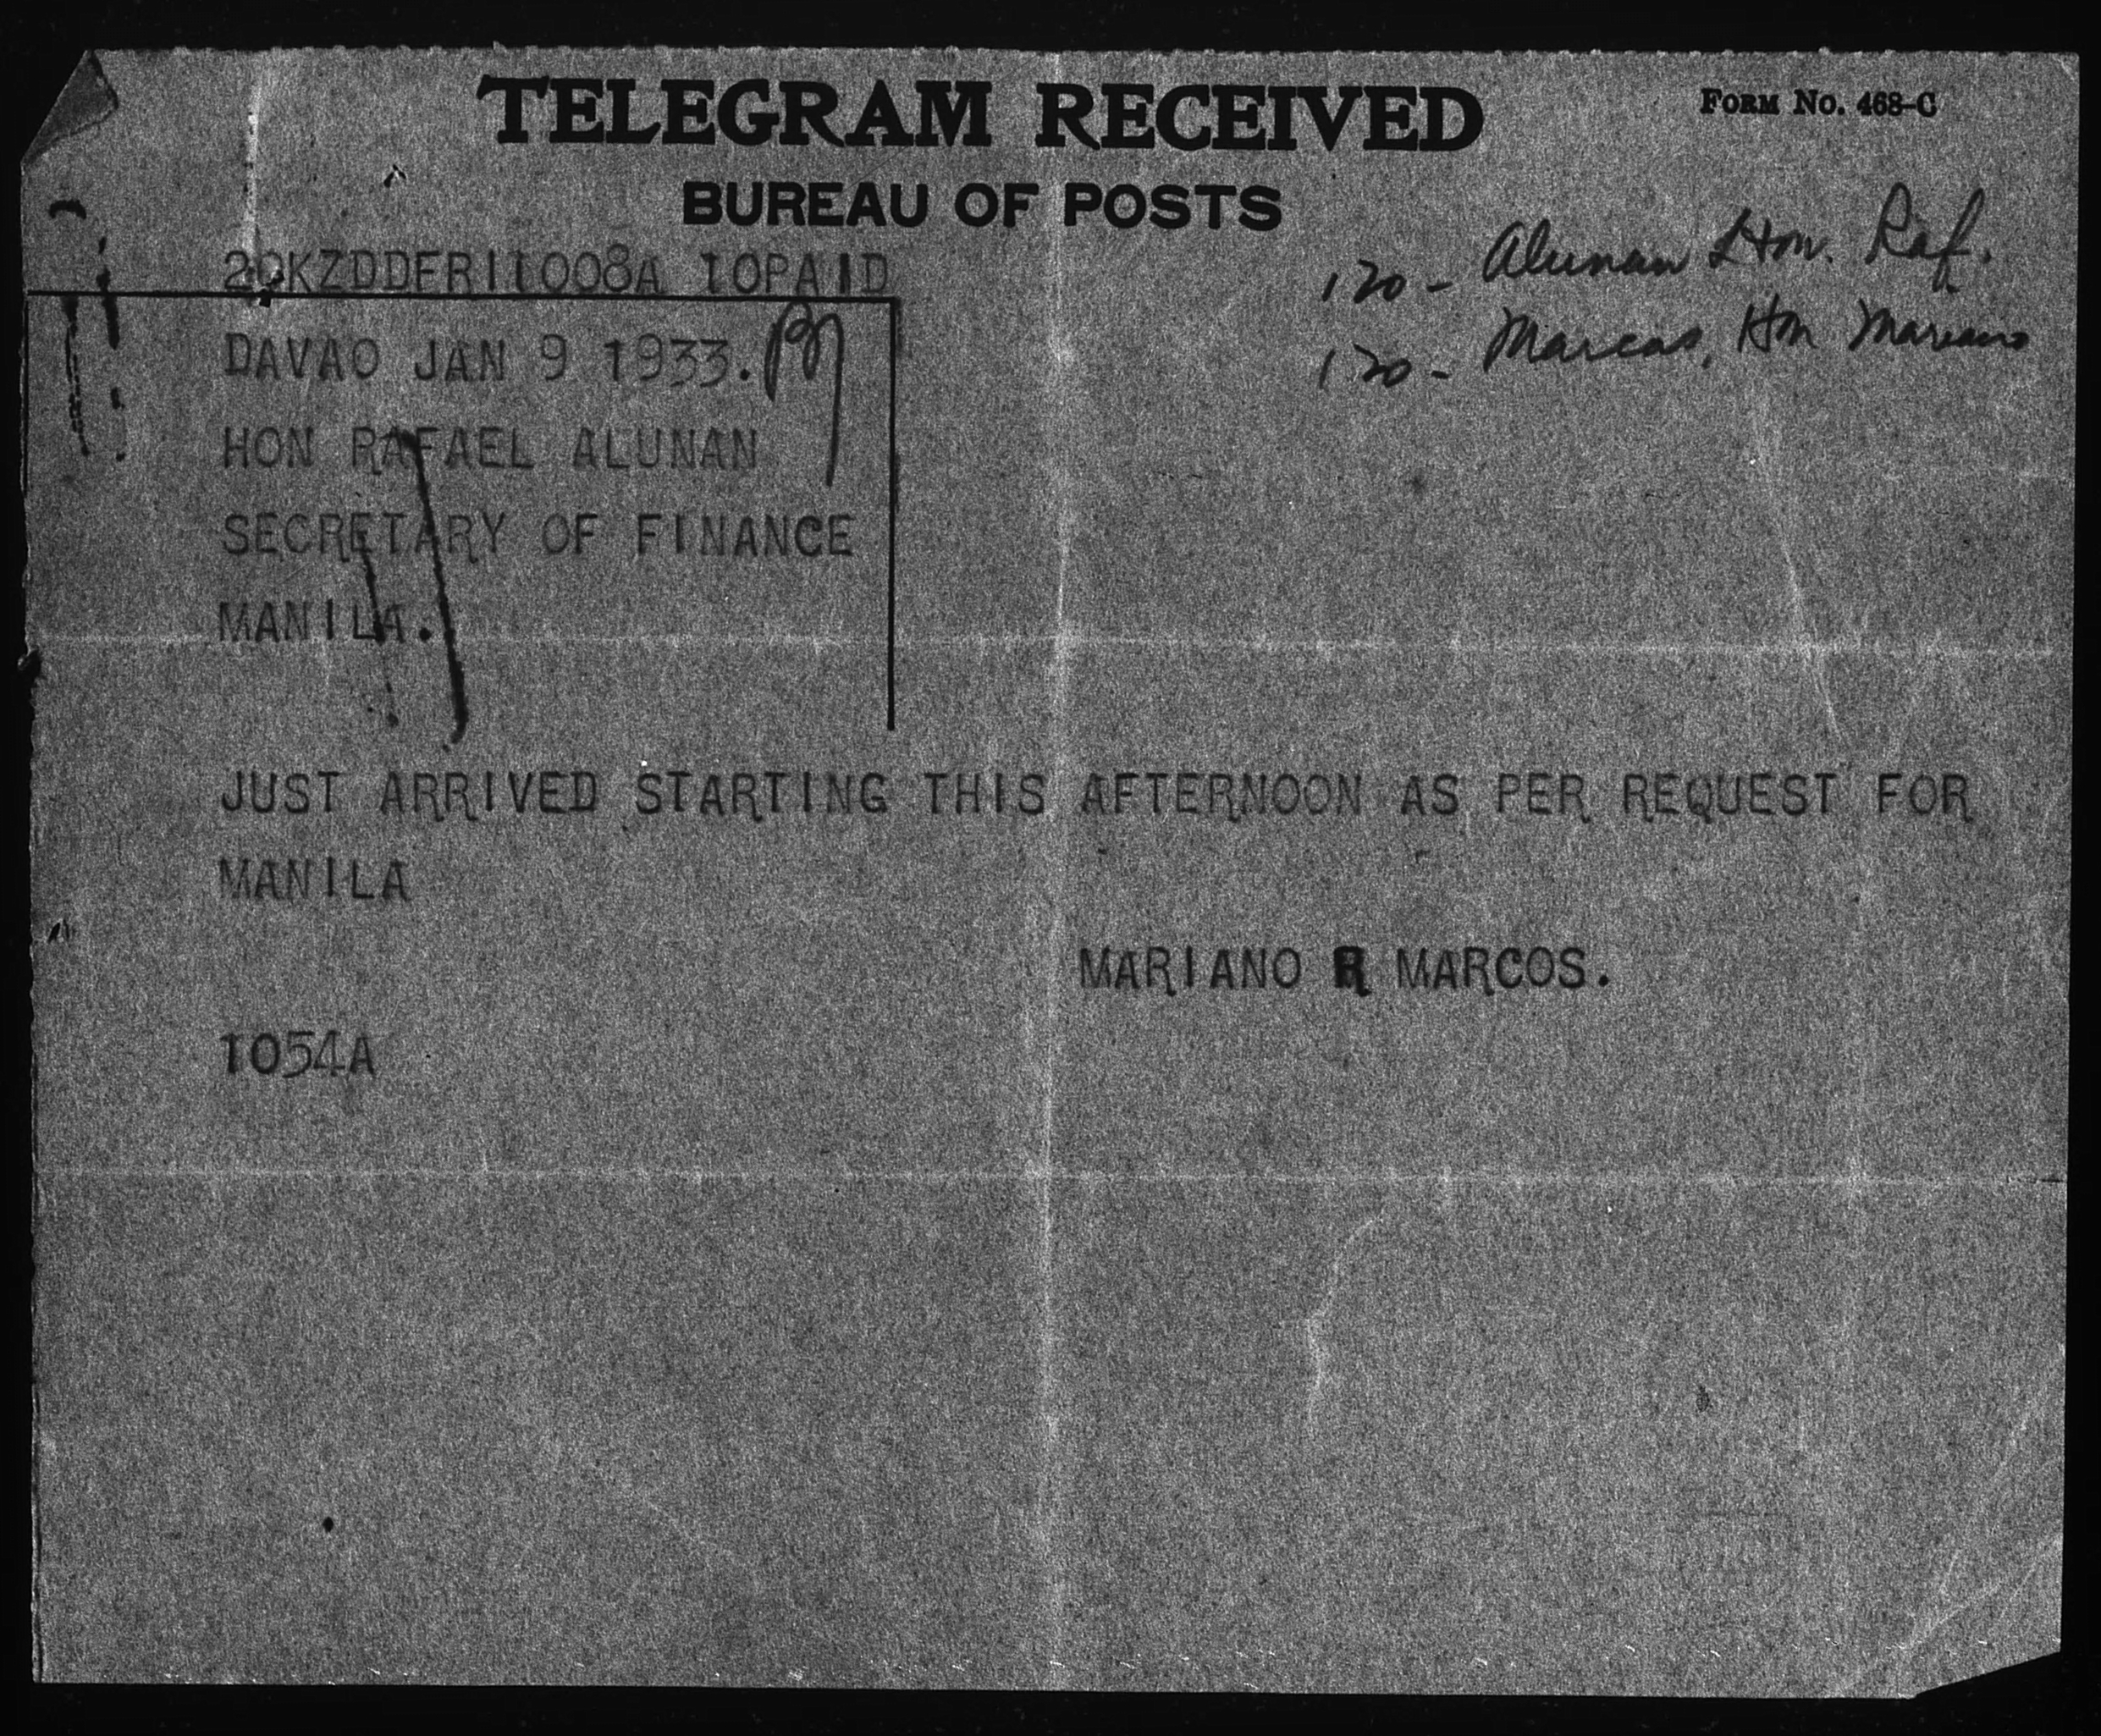 TELEGRAM RECEIVED
FORM NO. 468-C
BUREAU OF POSTS
120 - Alunan Hon. Raf.
120 - Marcos, Hon Mariano
22KZDDFR11008A 10PAID
DAVAO JAN 9 1933.
HON RAFAEL ALUNAN
SECRETARY OF FINANCE
MANILA.
JUST ARRIVED STARTING THIS AFTERNOON AS PER REQUEST FOR
MANILA
MARIANO R MARCOS.
1054A